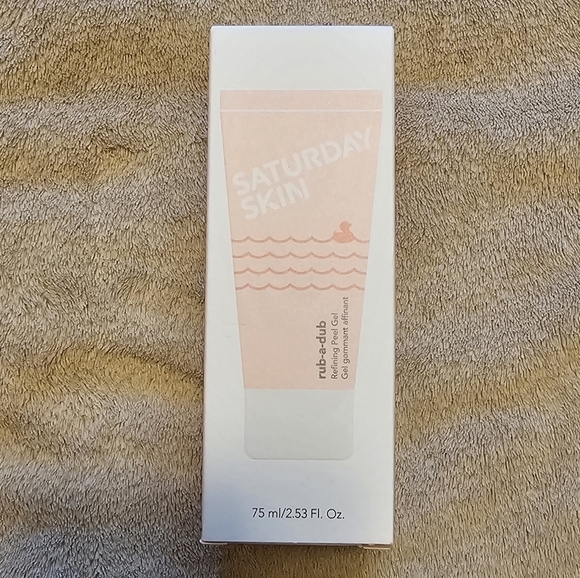 SATURDAY
SKIN
rub-a-dub
Refining Peel Gel
Gel gommant affinant
75 ml/2.53 Fl. Oz.